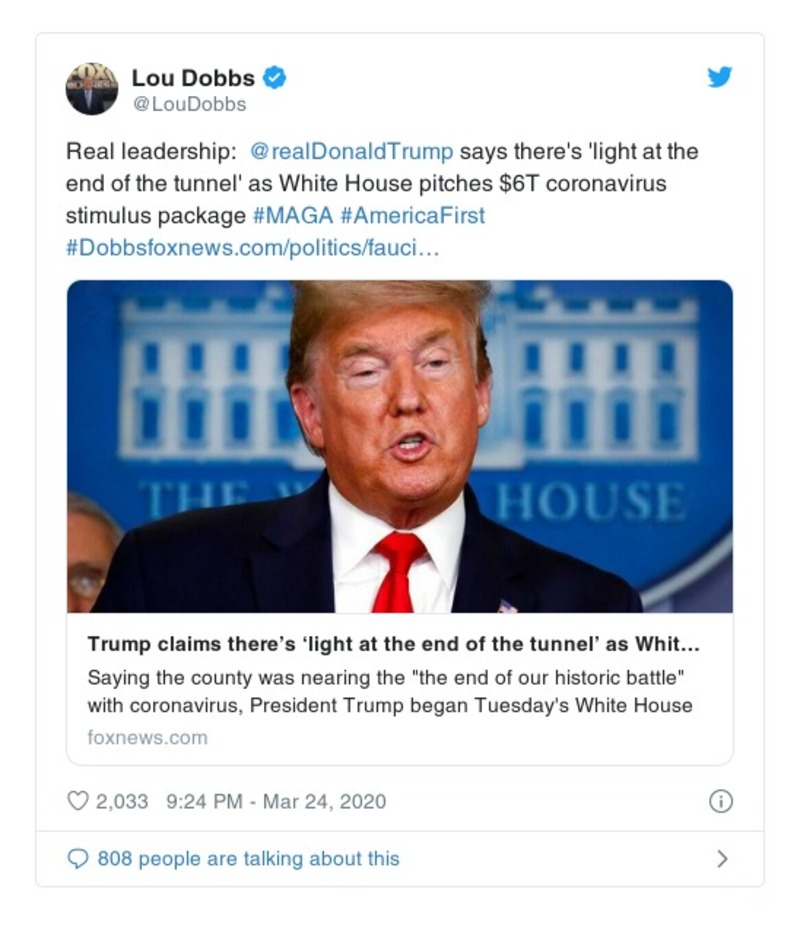 Lou Dobbs
@LouDobbs
Real leadership: @realDonaldTrump says there's 'light at the
end of the tunnel' as White House pitches $6T coronavirus
stimulus package #MAGA #AmericaFirst
#Dobbsfoxnews.com/politics/fauci…
THE W HOUSE
Trump claims there’s ‘light at the end of the tunnel’ as Whit...
Saying the county was nearing the "the end of our historic battle"
with coronavirus, President Trump began Tuesday's White House
foxnews.com
2,033 9:24 PM - Mar 24, 2020
808 people are talking about this